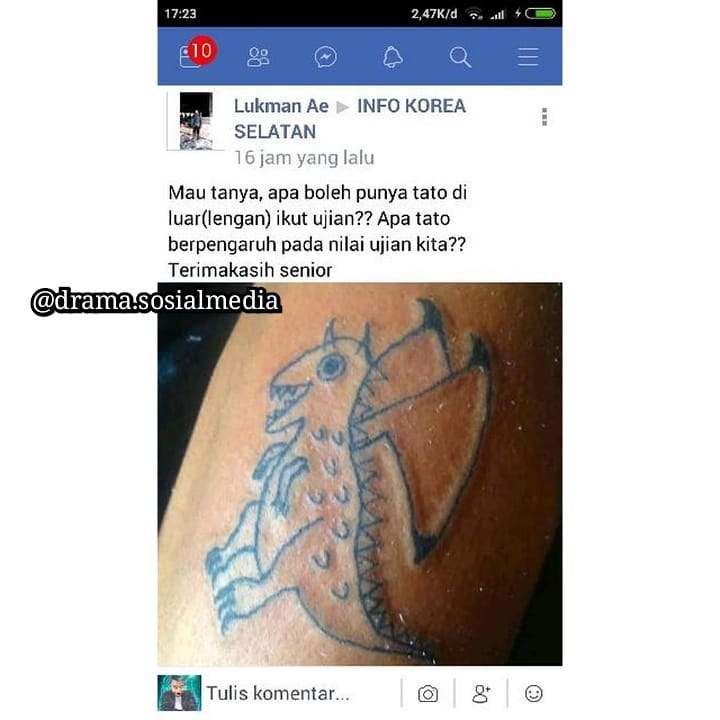 17:23
2,47K/d
10
Lukman Ae ▶ INFO KOREA
SELATAN
16 jam yang lalu
Mau tanya, apa boleh punya tato di
luar(lengan) ikut ujian?? Apa tato
berpengaruh pada nilai ujian kita??
Terimakasih senior
@drama.sosialmedia
Tulis komentar...